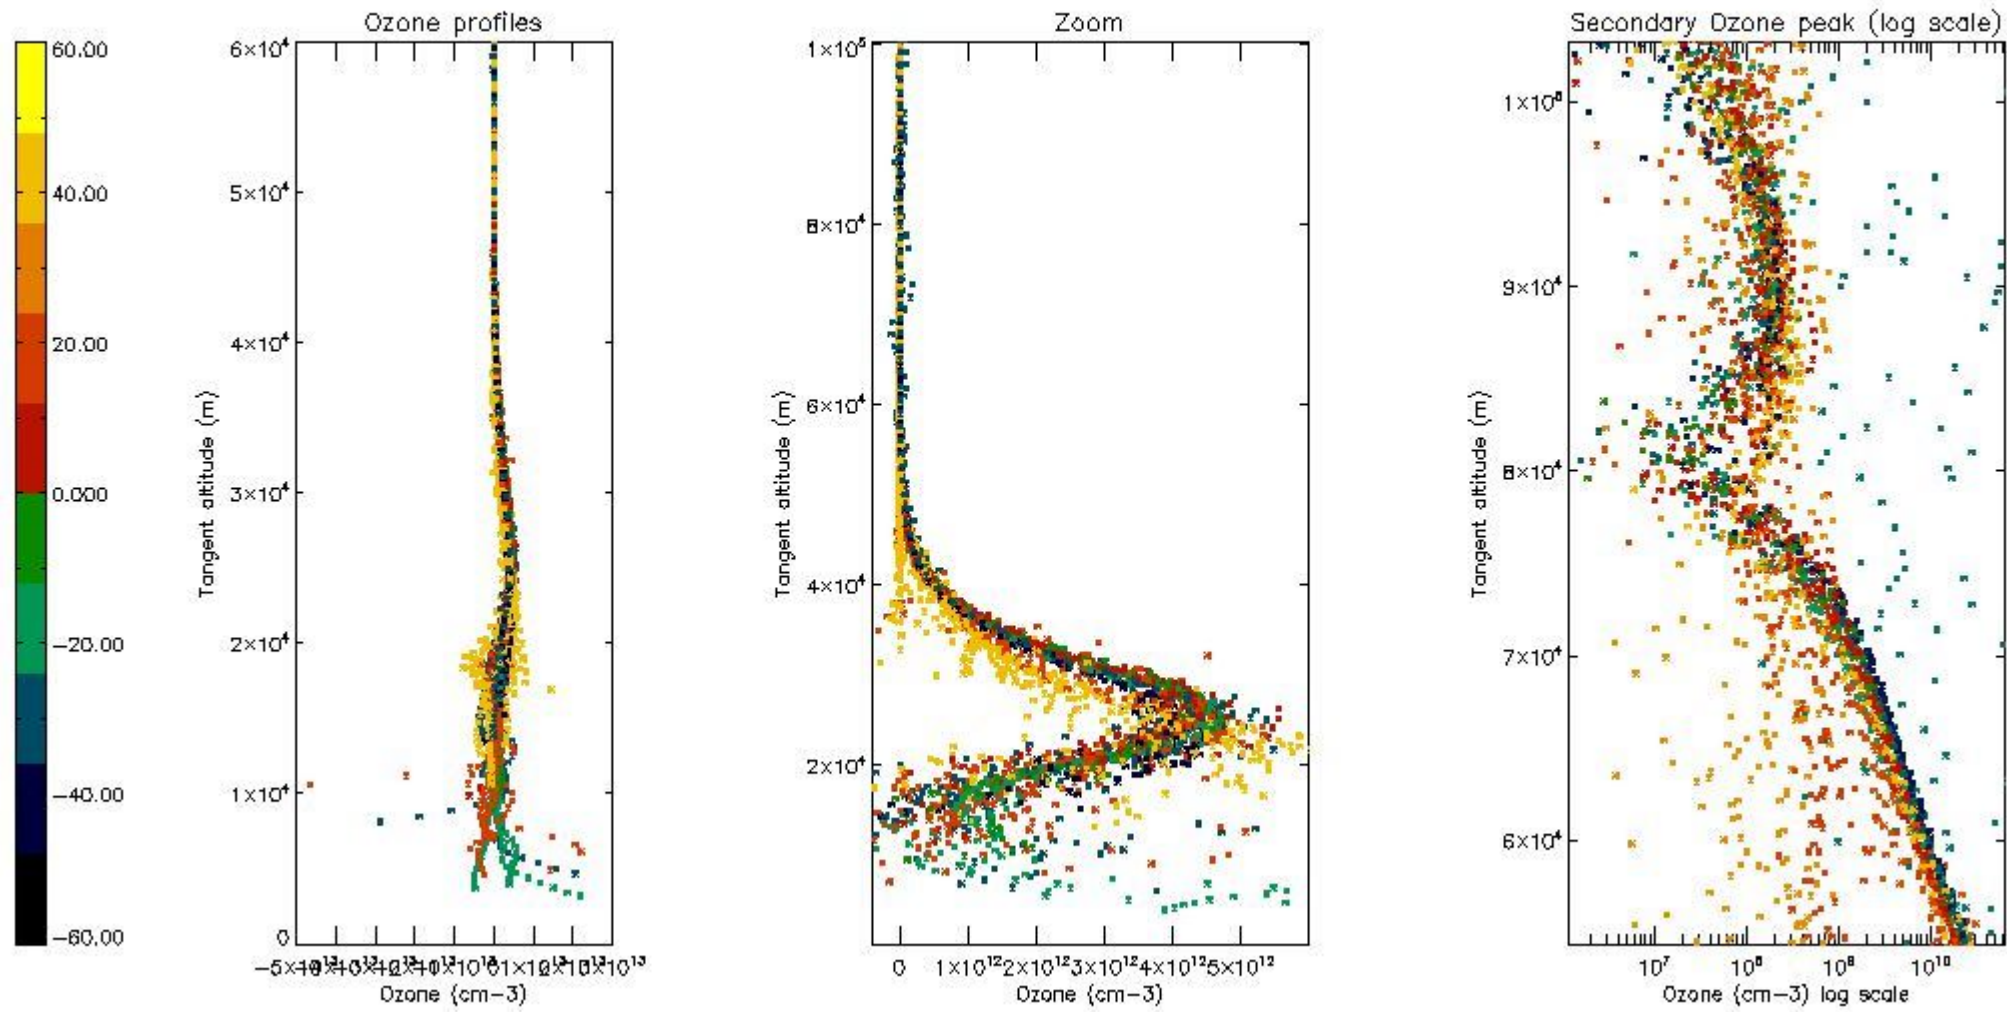 Ozone profiles
Zoom
Secondary Ozone peak (log scale)
60.00
40.00
20.00
0.000
−20.00
−40.00
−60.00
6×10⁴
5×10⁴
4×10⁴
3×10⁴
2×10⁴
1×10⁴
0
Tangent altitude (m)
Ozone (cm−3)
1×10⁵
8×10⁴
6×10⁴
4×10⁴
2×10⁴
Tangent altitude (m)
0 1×10¹² 2×10¹² 3×10¹² 4×10¹² 5×10¹²
Ozone (cm−3)
1×10⁵
9×10⁴
8×10⁴
7×10⁴
6×10⁴
Tangent altitude (m)
10⁷ 10⁸ 10⁹ 10¹⁰
Ozone (cm−3) log scale